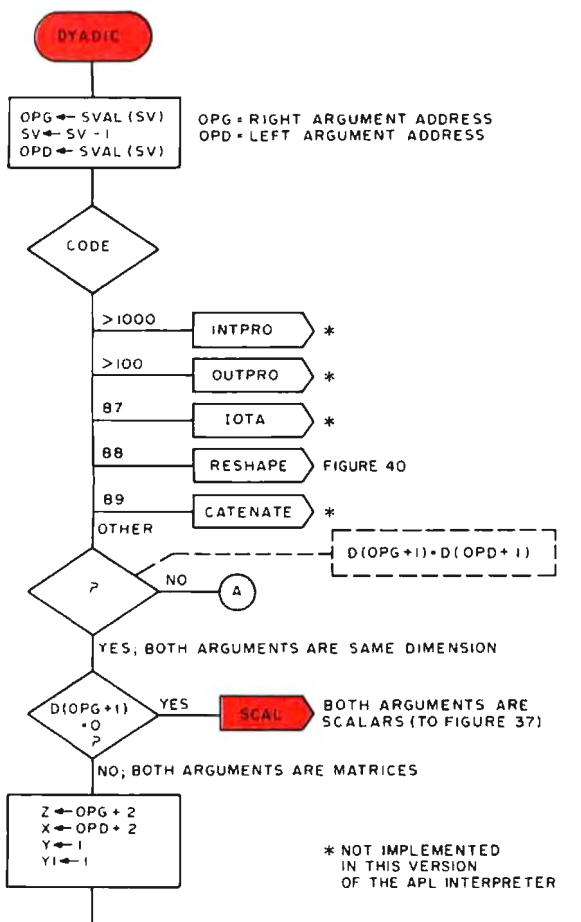 DYADIC
OPG ← SVAL (SV)
SV ← SV - 1
OPD ← SVAL (SV)
OPG = RIGHT ARGUMENT ADDRESS
OPD = LEFT ARGUMENT ADDRESS
CODE
>1000
INTPRO
*
>100
OUTPRO
*
87
IOTA
*
88
RESHAPE
FIGURE 40
89
CATENATE
*
OTHER
D(OPG+1)=D(OPD+1)
?
NO
A
YES; BOTH ARGUMENTS ARE SAME DIMENSION
D(OPG+1)
=0
?
YES
SCAL
BOTH ARGUMENTS ARE
SCALARS (TO FIGURE 37)
NO; BOTH ARGUMENTS ARE MATRICES
Z ← OPG + 2
X ← OPD + 2
Y ← 1
Y1 ← 1
* NOT IMPLEMENTED
IN THIS VERSION
OF THE APL INTERPRETER